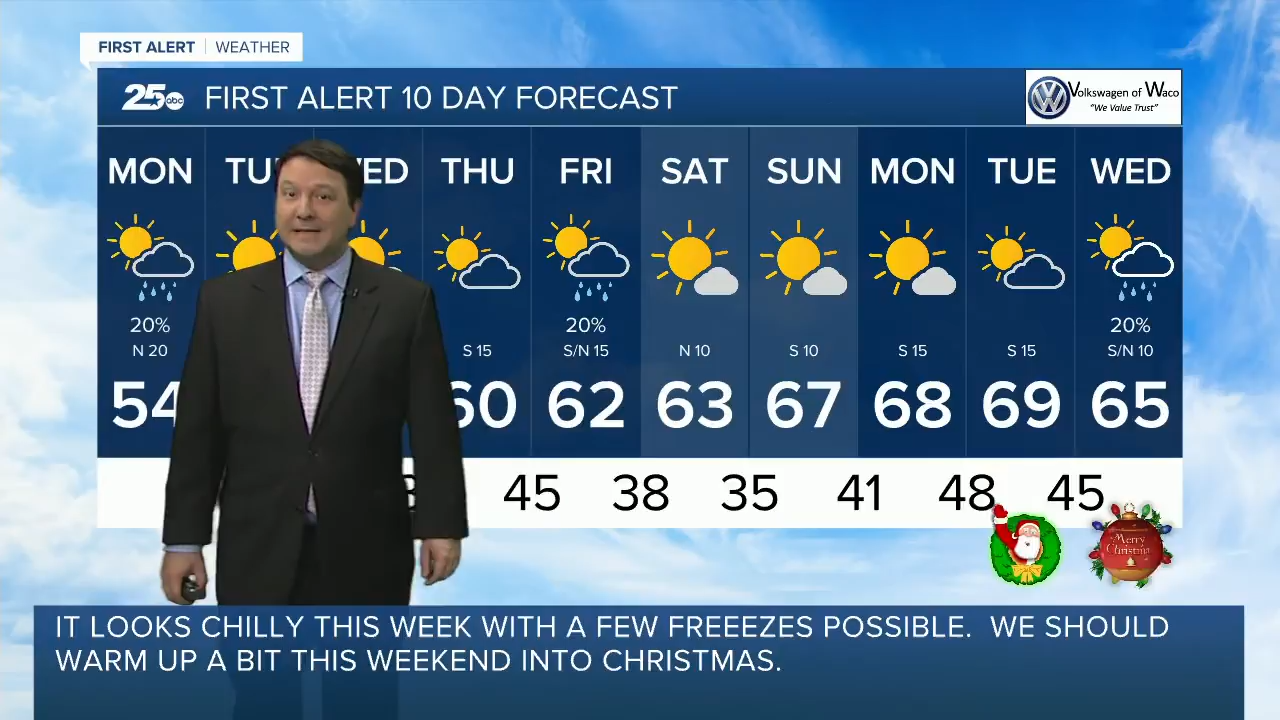 FIRST ALERT | WEATHER
25 abc FIRST ALERT 10 DAY FORECAST
Volkswagen of Waco
"We Value Trust"
MON TU ED THU FRI SAT SUN MON TUE WED
20% 20% 20%
N 20 S 15 S/N 15 N 10 S 10 S 15 S 15 S/N 10
54 60 62 63 67 68 69 65
45 38 35 41 48 45
Merry
Christmas
IT LOOKS CHILLY THIS WEEK WITH A FEW FREEEZES POSSIBLE. WE SHOULD
WARM UP A BIT THIS WEEKEND INTO CHRISTMAS.